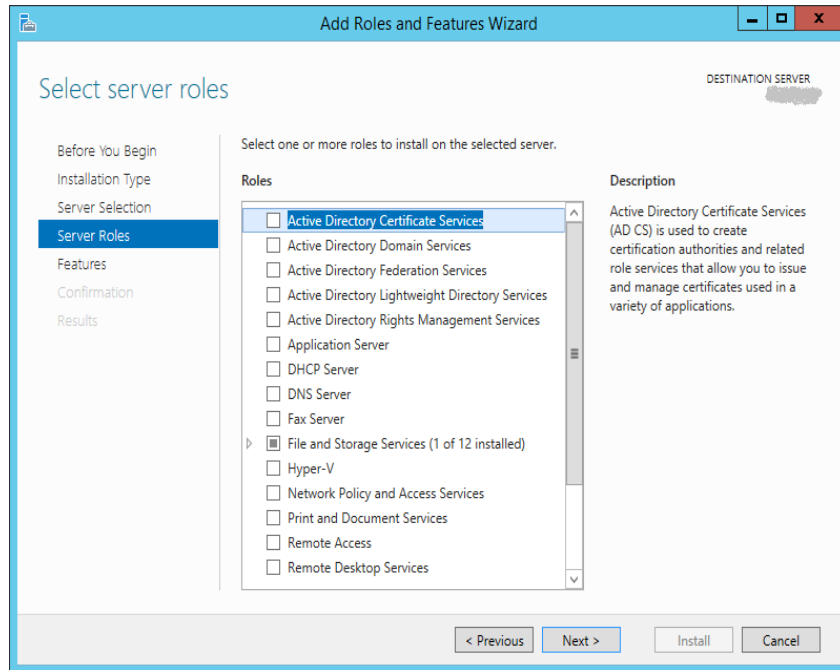 Add Roles and Features Wizard
Select server roles
DESTINATION SERVER
Before You Begin
Installation Type
Server Selection
Server Roles
Features
Confirmation
Results
Select one or more roles to install on the selected server.
Roles
Active Directory Certificate Services
Active Directory Domain Services
Active Directory Federation Services
Active Directory Lightweight Directory Services
Active Directory Rights Management Services
Application Server
DHCP Server
DNS Server
Fax Server
File and Storage Services (1 of 12 installed)
Hyper-V
Network Policy and Access Services
Print and Document Services
Remote Access
Remote Desktop Services
Description
Active Directory Certificate Services
(AD CS) is used to create
certification authorities and related
role services that allow you to issue
and manage certificates used in a
variety of applications.
< Previous
Next >
Install
Cancel